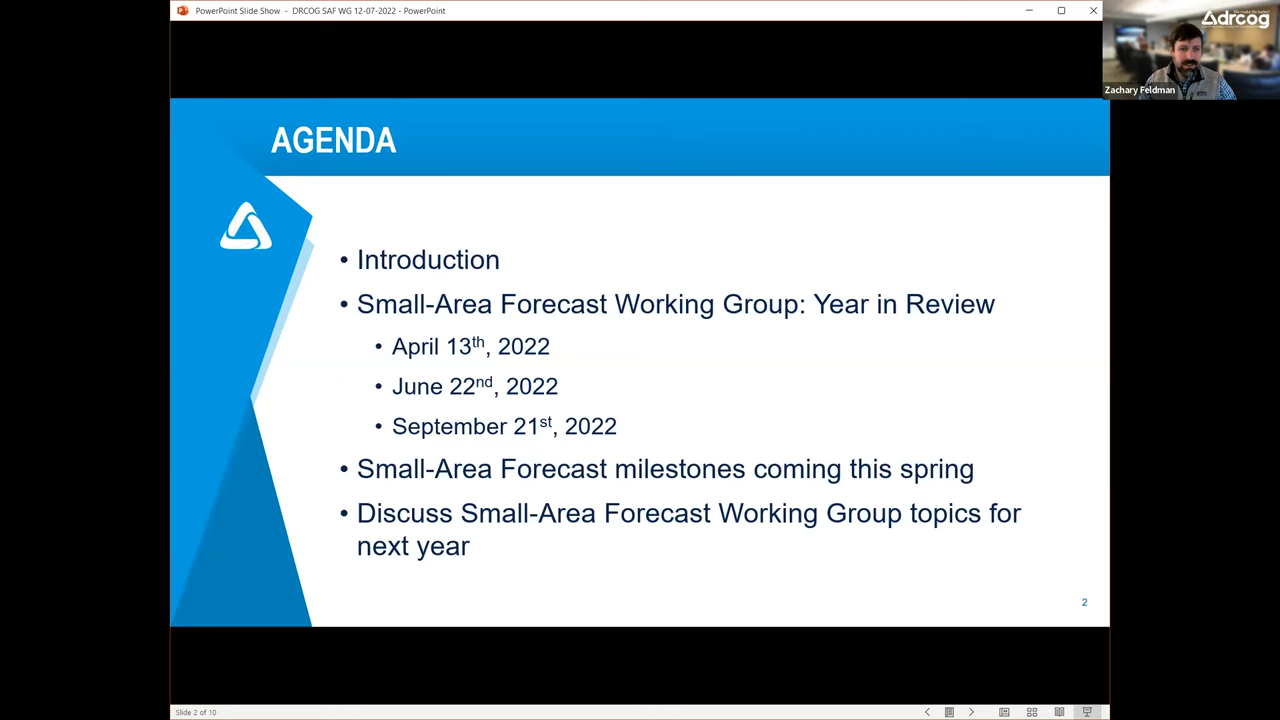 PowerPoint Slide Show - DRCOG SAF WG 12-07-2022 - PowerPoint
drcog
Zachary Feldman
AGENDA
• Introduction
• Small-Area Forecast Working Group: Year in Review
• April 13th, 2022
• June 22nd, 2022
• September 21st, 2022
• Small-Area Forecast milestones coming this spring
• Discuss Small-Area Forecast Working Group topics for
next year
2
Slide 2 of 10